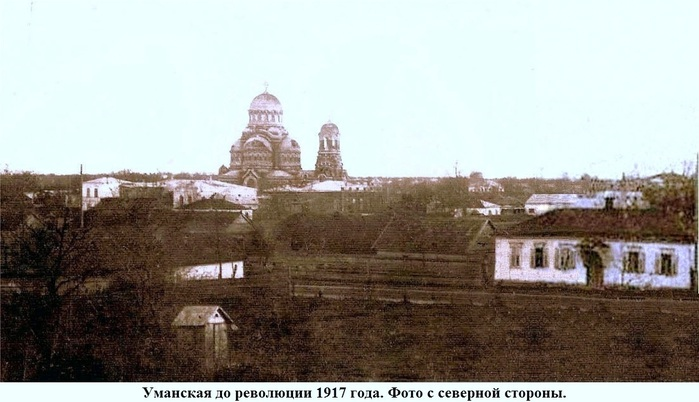 Уманская до революции 1917 года. Фото с северной стороны.